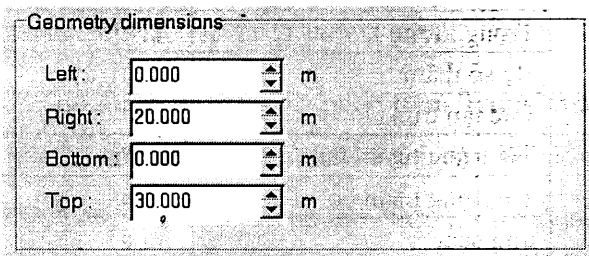 Geometry dimensions
Left: 0.000 m
Right: 20.000 m
Bottom: 0.000 m
Top: 30.000 m